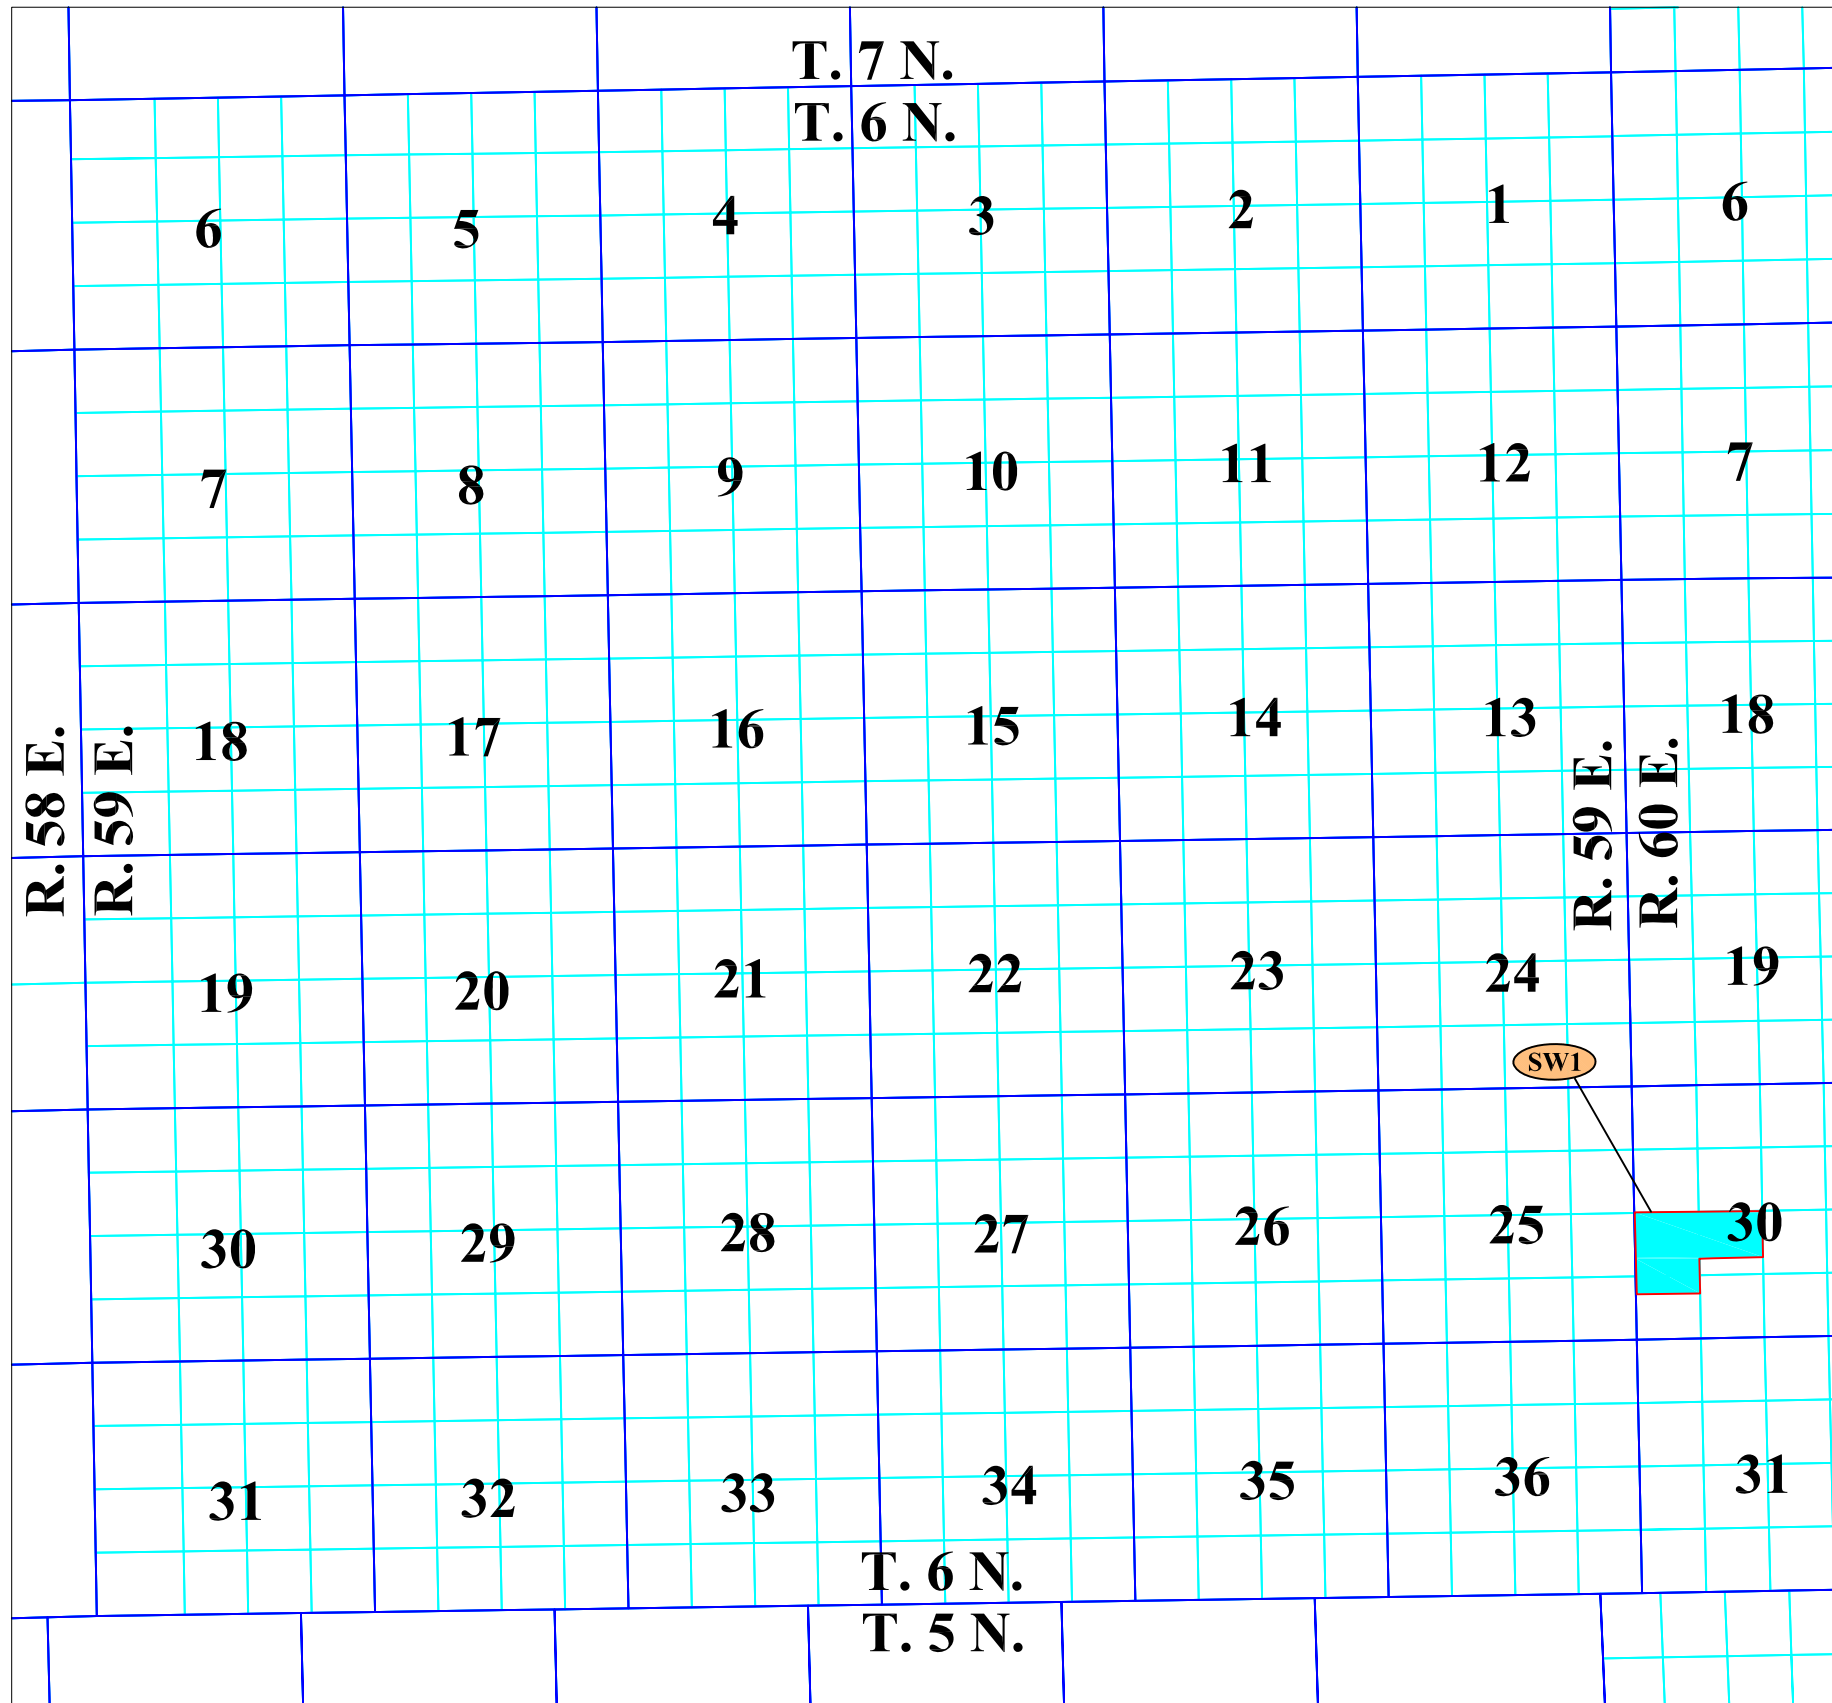 T. 7 N.
T. 6 N.
6 5 4 3 2 1 6
7 8 9 10 11 12 7
18 17 16 15 14 13 18
R. 58 E.
R. 59 E.
R. 59 E.
R. 60 E.
19 20 21 22 23 24 19
SW1
30 29 28 27 26 25 30
31 32 33 34 35 36 31
T. 6 N.
T. 5 N.